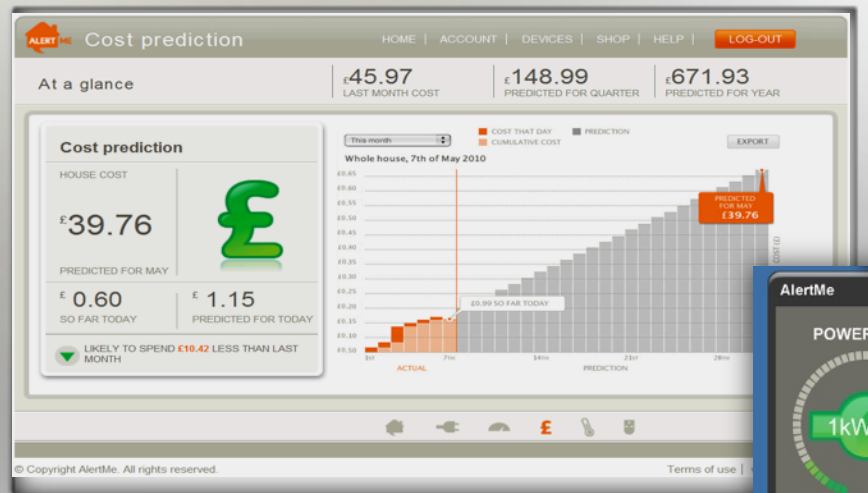 ALERT ME Cost prediction
HOME | ACCOUNT | DEVICES | SHOP | HELP | LOG-OUT
At a glance
£45.97
LAST MONTH COST
£148.99
PREDICTED FOR QUARTER
£671.93
PREDICTED FOR YEAR
Cost prediction
HOUSE COST
£39.76
PREDICTED FOR MAY
£ 0.60
SO FAR TODAY
£ 1.15
PREDICTED FOR TODAY
LIKELY TO SPEND £10.42 LESS THAN LAST
MONTH
This month
COST THAT DAY
PREDICTION
CUMULATIVE COST
EXPORT
Whole house, 7th of May 2010
£0.65
£0.60
£0.55
£0.50
£0.45
£0.40
£0.35
£0.30
£0.25
£0.20
£0.15
£0.10
£0.50
PREDICTED
FOR MAY
£39.76
COST (£)
£0.99 SO FAR TODAY
1ST
7TH
14TH
21ST
28TH
ACTUAL
PREDICTION
£
© Copyright AlertMe. All rights reserved.
Terms of use |
AlertMe
POWER
1kW